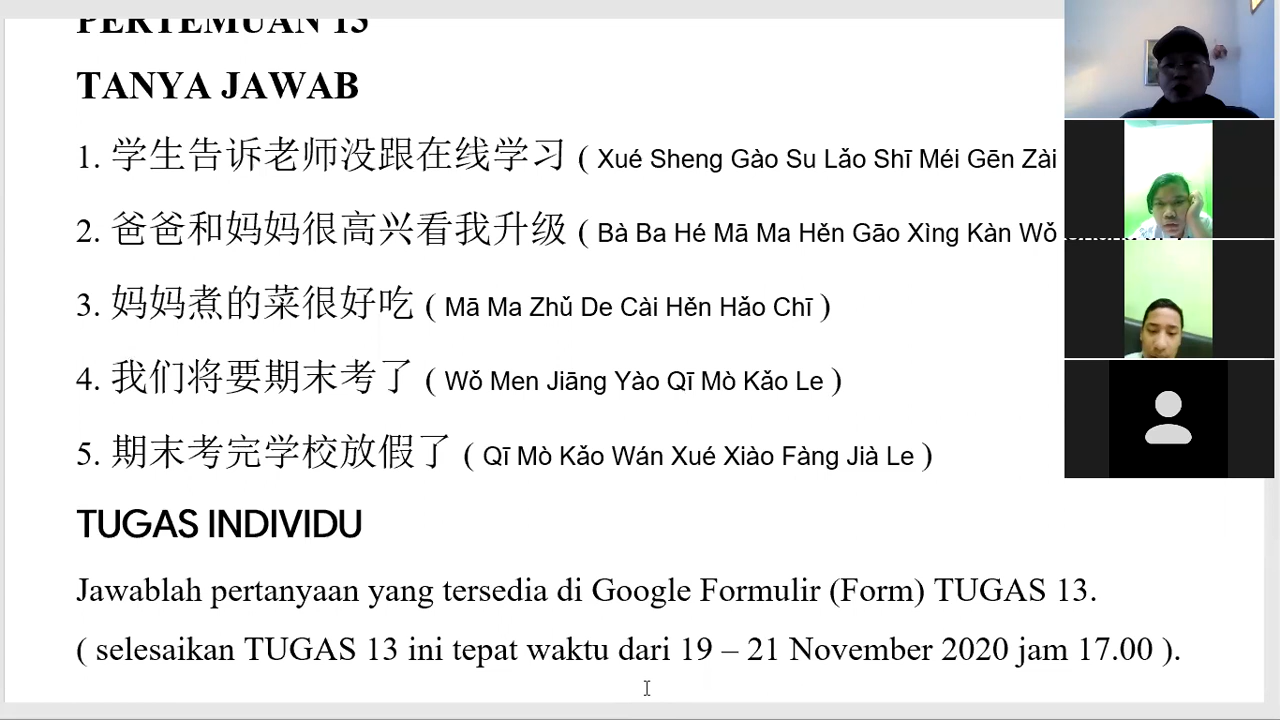 PERTEMUAN 13
TANYA JAWAB
1. 学生告诉老师没跟在线学习 ( Xué Sheng Gào Su Lǎo Shī Méi Gēn Zài
2. 爸爸和妈妈很高兴看我升级 ( Bà Ba Hé Mā Ma Hěn Gāo Xìng Kàn Wǒ
3. 妈妈煮的菜很好吃 ( Mā Ma Zhǔ De Cài Hěn Hǎo Chī )
4. 我们将要期末考了 ( Wǒ Men Jiāng Yào Qī Mò Kǎo Le )
5. 期末考完学校放假了 ( Qī Mò Kǎo Wán Xué Xiào Fàng Jià Le )
TUGAS INDIVIDU
Jawablah pertanyaan yang tersedia di Google Formulir (Form) TUGAS 13.
( selesaikan TUGAS 13 ini tepat waktu dari 19 – 21 November 2020 jam 17.00 ).